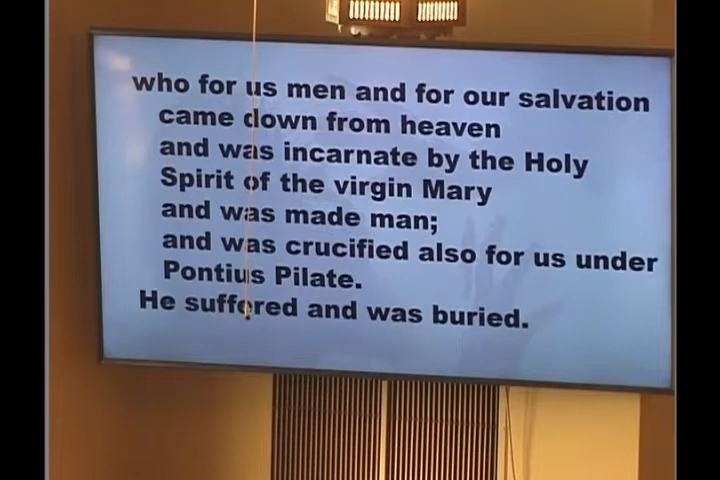 who for us men and for our salvation
came down from heaven
and was incarnate by the Holy
Spirit of the virgin Mary
and was made man;
and was crucified also for us under
Pontius Pilate.
He suffered and was buried.